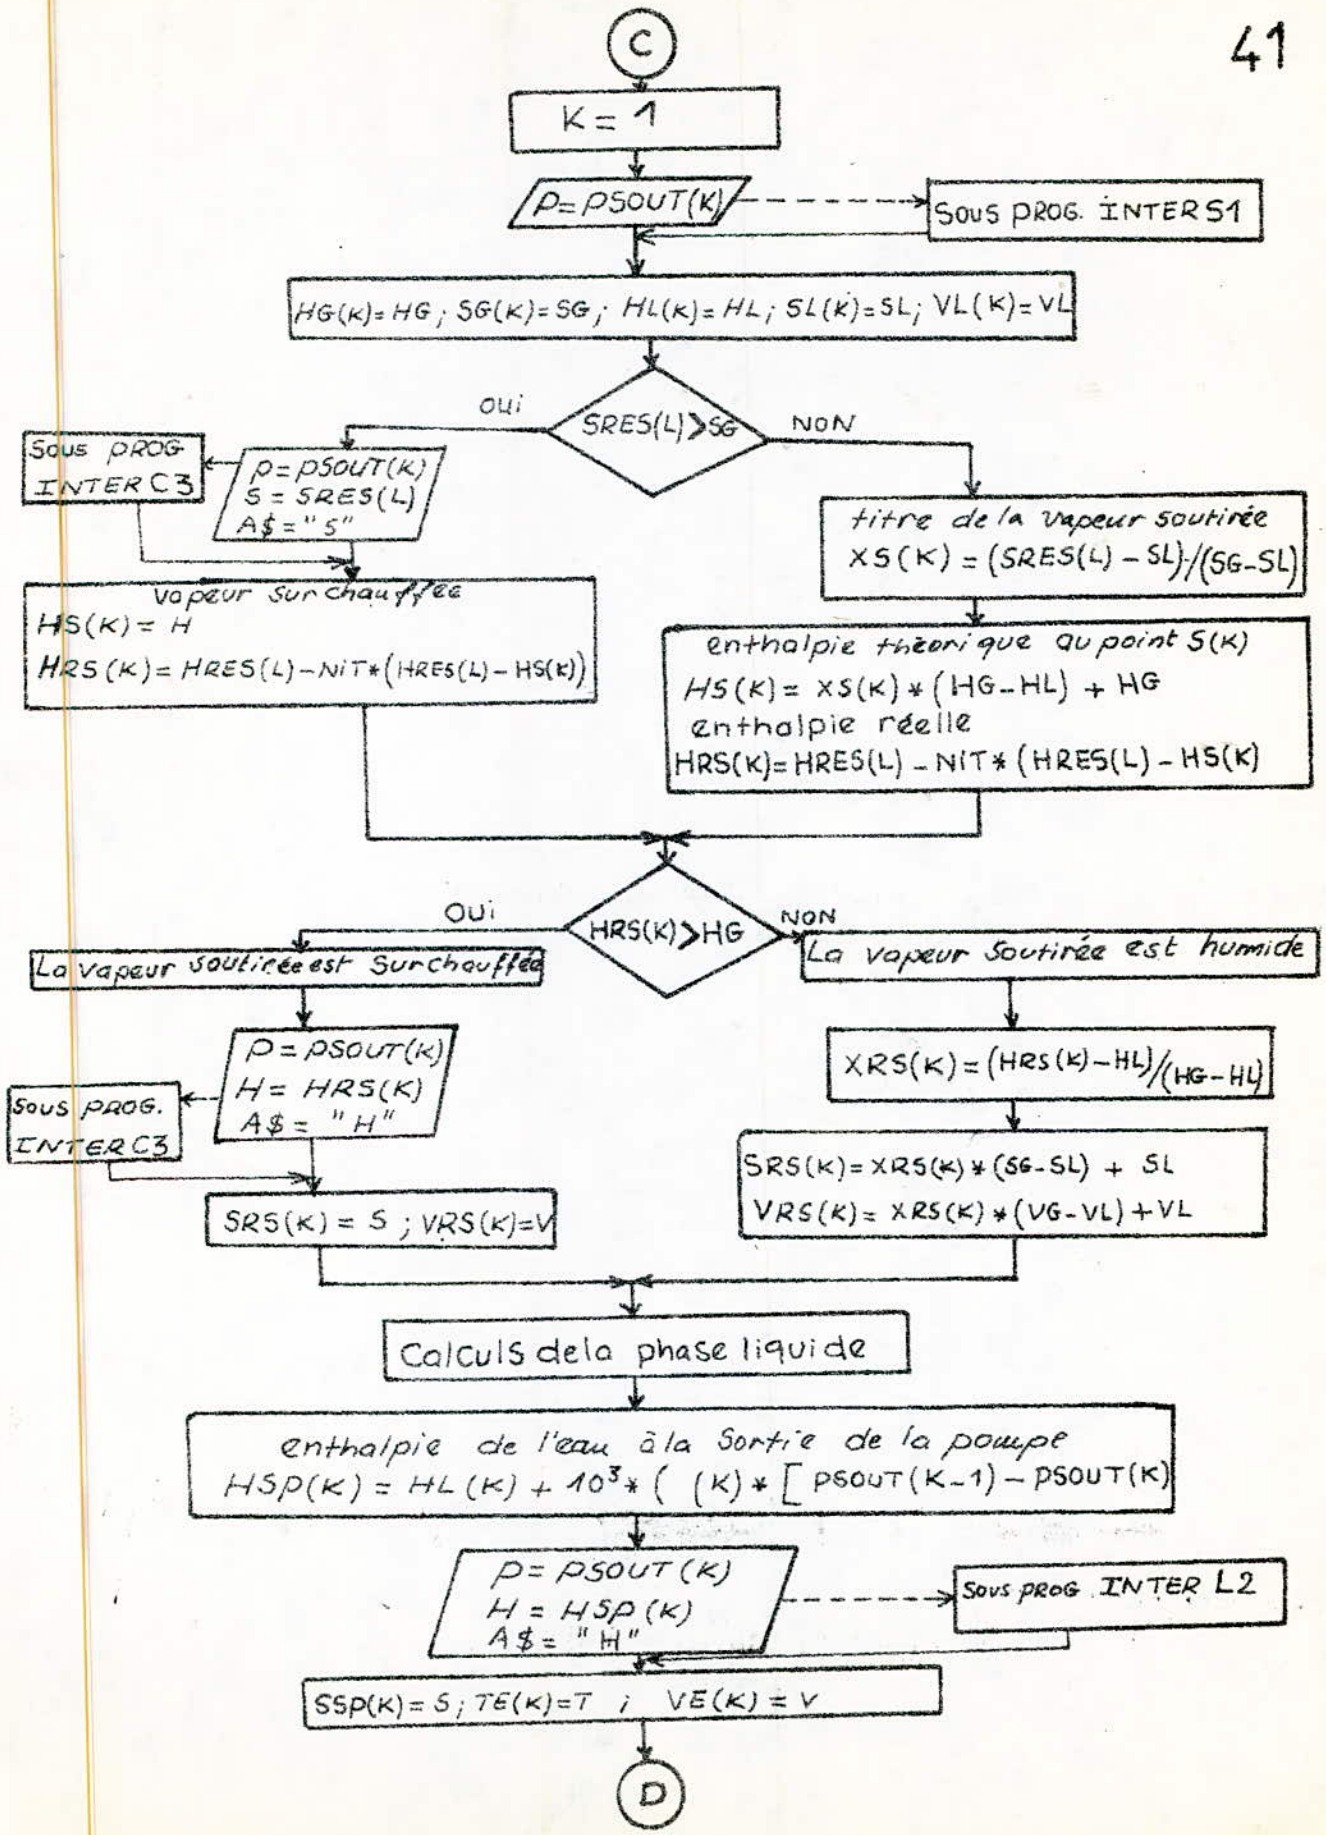 41
C
K = 1
P=PSOUT(K)
SOUS PROG. INTER S1
HG(K)=HG; SG(K)=SG; HL(K)=HL; SL(K)=SL; VL(K)=VL
SRES(L)>SG
OUI
NON
SOUS PROG
INTER C3
P=PSOUT(K)
S=SRES(L)
A$="S"
vapeur surchauffée
HS(K)= H
HRS(K)=HRES(L)-NIT*(HRES(L)-HS(K))
titre de la vapeur soutirée
XS(K)=(SRES(L)-SL)/(SG-SL)
enthalpie théorique au point S(K)
HS(K)= XS(K)*(HG-HL)+HG
enthalpie réelle
HRS(K)=HRES(L)-NIT*(HRES(L)-HS(K)
HRS(K)>HG
OUI
NON
La vapeur soutirée est Surchauffée
La vapeur soutirée est humide
P=PSOUT(K)
H=HRS(K)
A$= "H"
SOUS PROG.
INTER C3
SRS(K)=S; VRS(K)=V
XRS(K)=(HRS(K)-HL)/(HG-HL)
SRS(K)=XRS(K)*(SG-SL)+SL
VRS(K)=XRS(K)*(VG-VL)+VL
Calculs dela phase liquide
enthalpie de l'eau à la Sortie de la pompe
HSP(K)=HL(K)+10³*( (K)*[PSOUT(K-1)-PSOUT(K)
P=PSOUT(K)
H=HSP(K)
A$="H"
SOUS PROG. INTER L2
SSP(K)=S; TE(K)=T ; VE(K)=V
D